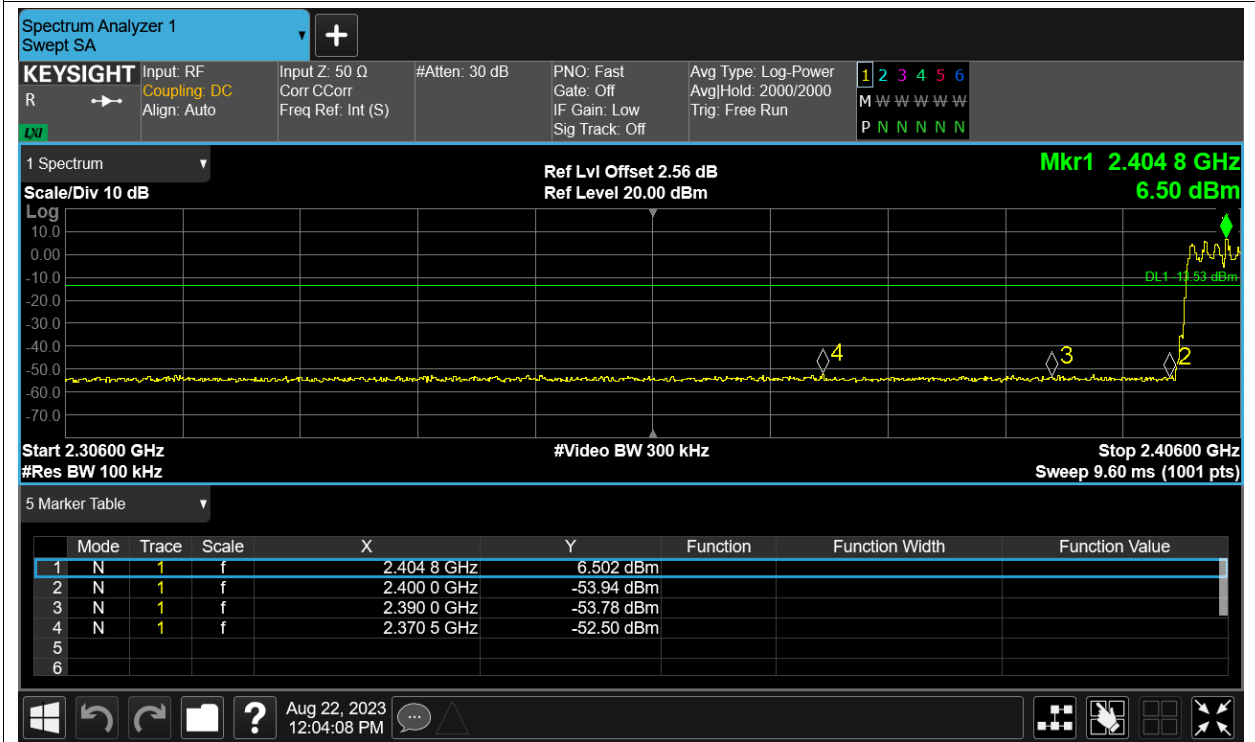 Spectrum Analyzer 1
Swept SA
KEYSIGHT Input: RF Input Z: 50 Ω #Atten: 30 dB PNO: Fast Avg Type: Log-Power 1 2 3 4 5 6
R Coupling: DC Corr CCorr Gate: Off Avg|Hold: 2000/2000 M W W W W W
Align: Auto Freq Ref: Int (S) IF Gain: Low Trig: Free Run
LXI Sig Track: Off P N N N N N
1 Spectrum Ref Lvl Offset 2.56 dB Mkr1 2.404 8 GHz
Scale/Div 10 dB Ref Level 20.00 dBm 6.50 dBm
Log
10.0
0.00
-10.0
DL1 -13.53 dBm
-20.0
-30.0
-40.0
4 3 2
-50.0
-60.0
-70.0
Start 2.30600 GHz #Video BW 300 kHz Stop 2.40600 GHz
#Res BW 100 kHz Sweep 9.60 ms (1001 pts)
5 Marker Table
Mode Trace Scale X Y Function Function Width Function Value
1 N 1 f 2.404 8 GHz 6.502 dBm
2 N 1 f 2.400 0 GHz -53.94 dBm
3 N 1 f 2.390 0 GHz -53.78 dBm
4 N 1 f 2.370 5 GHz -52.50 dBm
5
6
? Aug 22, 2023
12:04:08 PM